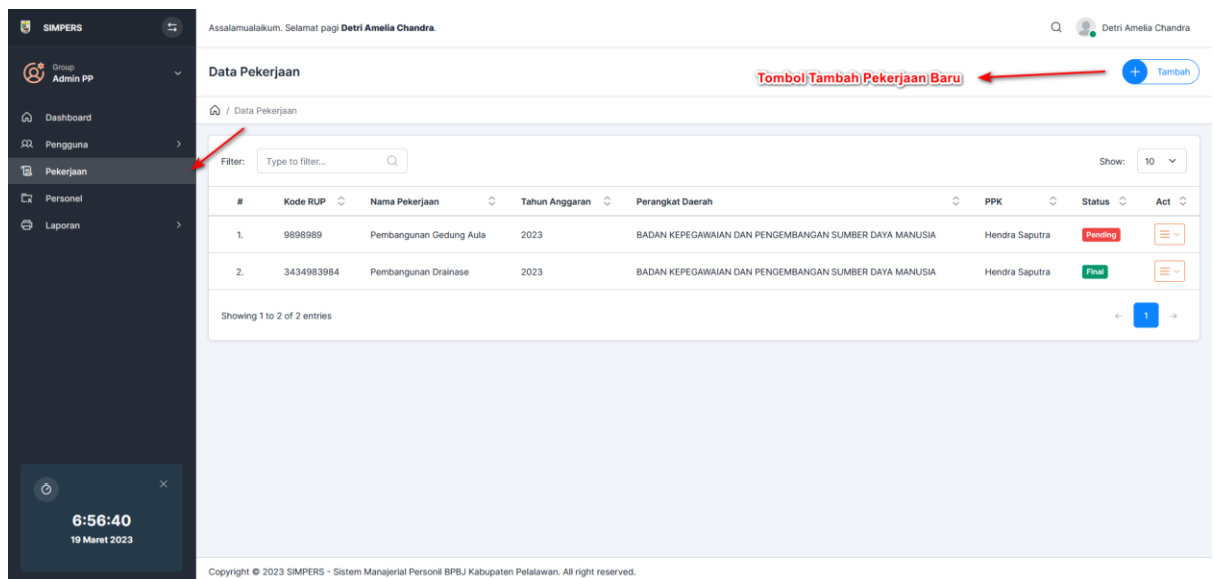 SIMPERS
Assalamualaikum. Selamat pagi Detri Amelia Chandra.
Detri Amelia Chandra
Group
Admin PP
Data Pekerjaan
Tombol Tambah Pekerjaan Baru
+ Tambah
/ Data Pekerjaan
Dashboard
Pengguna
Pekerjaan
Personel
Laporan
Filter: Type to filter...
Show: 10
# Kode RUP Nama Pekerjaan Tahun Anggaran Perangkat Daerah PPK Status Act
1. 9898989 Pembangunan Gedung Aula 2023 BADAN KEPEGAWAIAN DAN PENGEMBANGAN SUMBER DAYA MANUSIA Hendra Saputra Pending
2. 3434983984 Pembangunan Drainase 2023 BADAN KEPEGAWAIAN DAN PENGEMBANGAN SUMBER DAYA MANUSIA Hendra Saputra Final
Showing 1 to 2 of 2 entries
← 1 →
6:56:40
19 Maret 2023
Copyright © 2023 SIMPERS - Sistem Manajerial Personil BPBJ Kabupaten Pelalawan. All right reserved.